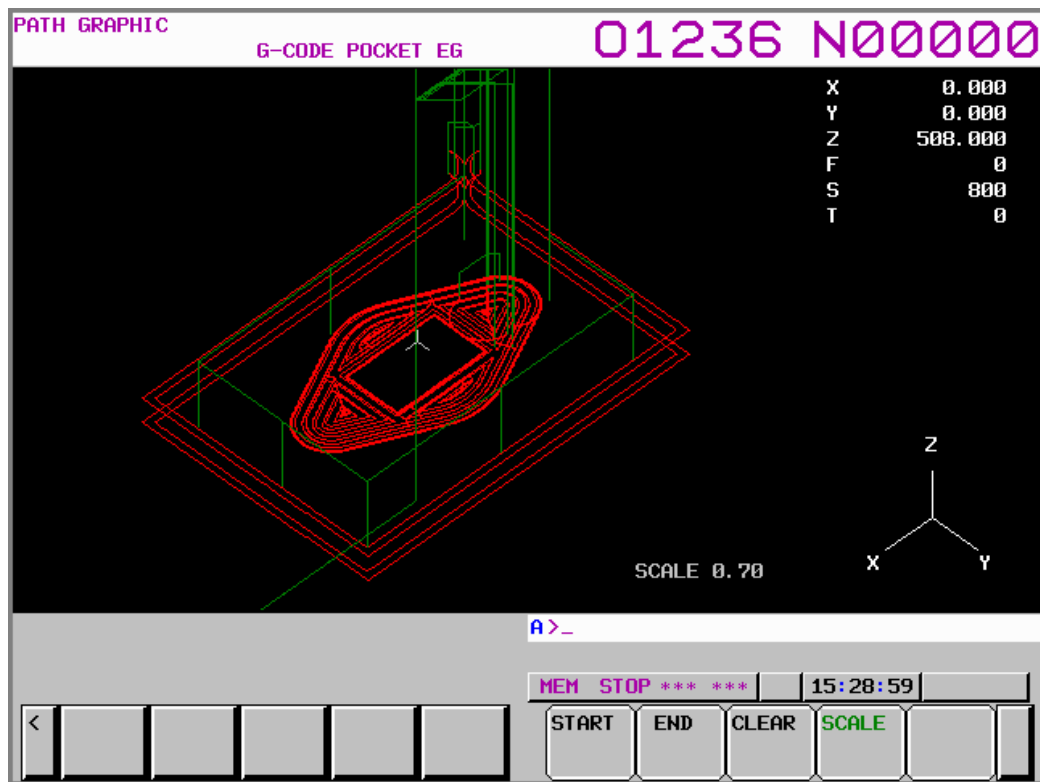 PATH GRAPHIC
G-CODE POCKET EG
O1236 N00000
X 0.000
Y 0.000
Z 508.000
F 0
S 800
T 0
Z
X Y
SCALE 0.70
A>_
MEM STOP *** *** 15:28:59
< START END CLEAR SCALE